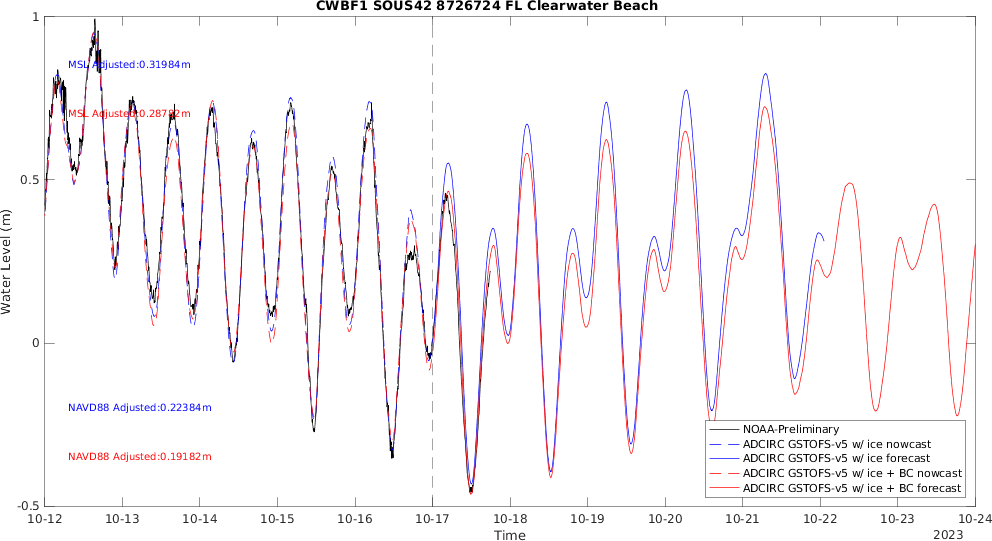 CWBF1 SOUS42 8726724 FL Clearwater Beach
Water Level (m)
1
0.5
0
-0.5
MSL Adjusted:0.31984m
MSL Adjusted:0.28782m
NAVD88 Adjusted:0.22384m
NAVD88 Adjusted:0.19182m
NOAA-Preliminary
ADCIRC GSTOFS-v5 w/ ice nowcast
ADCIRC GSTOFS-v5 w/ ice forecast
ADCIRC GSTOFS-v5 w/ ice + BC nowcast
ADCIRC GSTOFS-v5 w/ ice + BC forecast
10-12 10-13 10-14 10-15 10-16 10-17 10-18 10-19 10-20 10-21 10-22 10-23 10-24
Time
2023